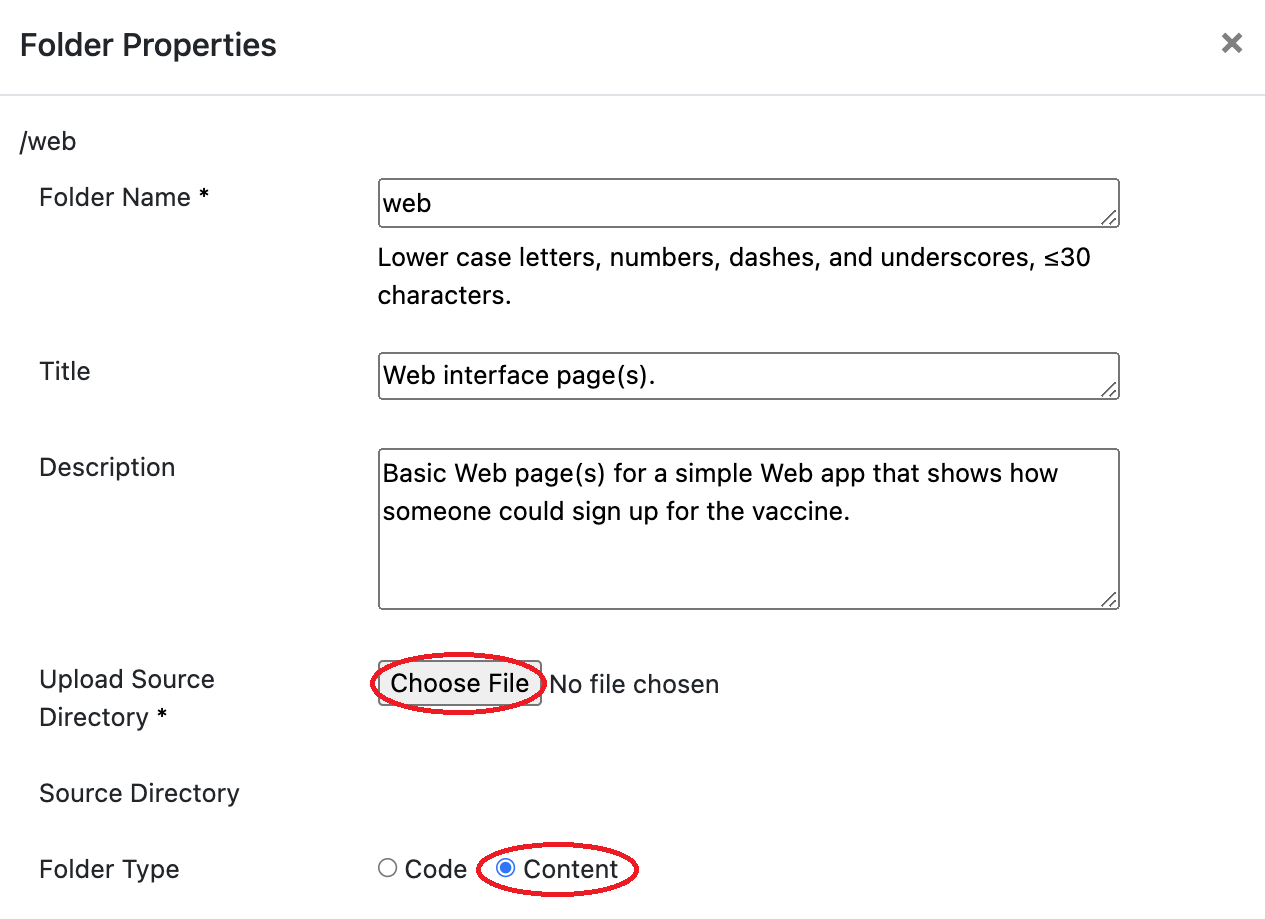 Folder Properties
/web
Folder Name *
web
Lower case letters, numbers, dashes, and underscores, ≤30
characters.
Title
Web interface page(s).
Description
Basic Web page(s) for a simple Web app that shows how
someone could sign up for the vaccine.
Upload Source
Directory *
Choose File No file chosen
Source Directory
Folder Type
Code Content